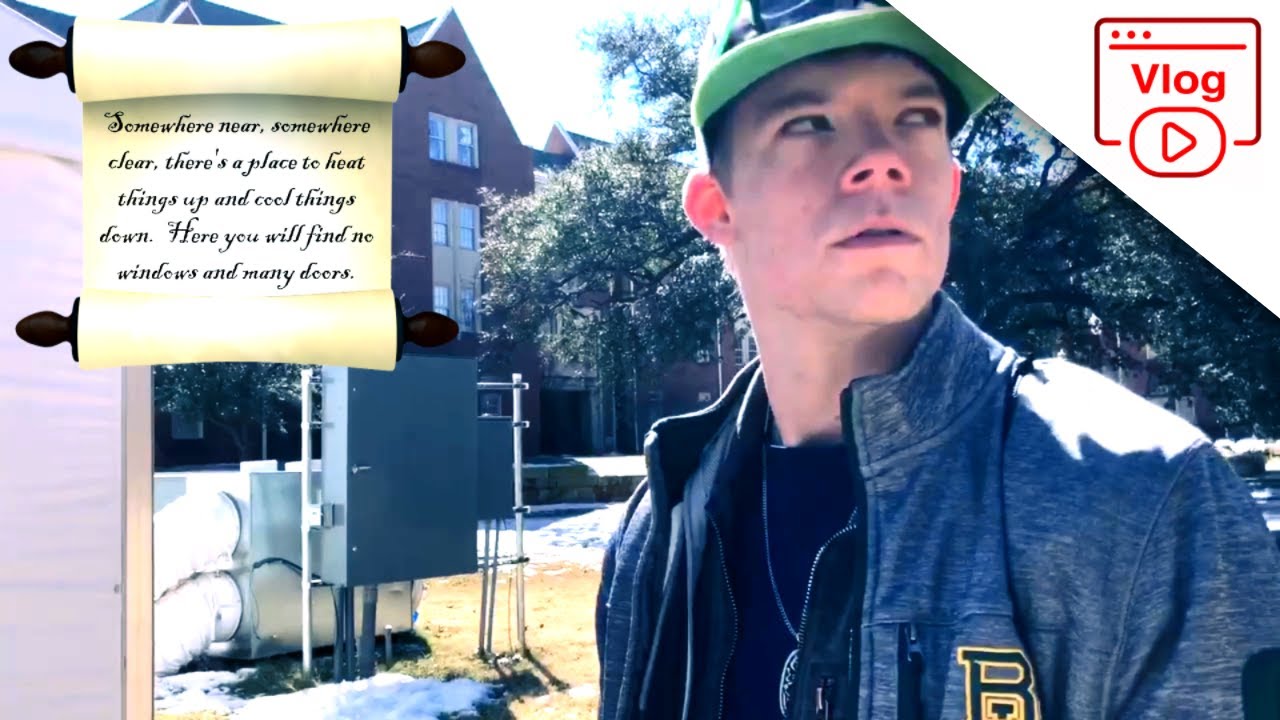 Somewhere near, somewhere
clear, there's a place to heat
things up and cool things
down. Here you will find no
windows and many doors.
Vlog
B